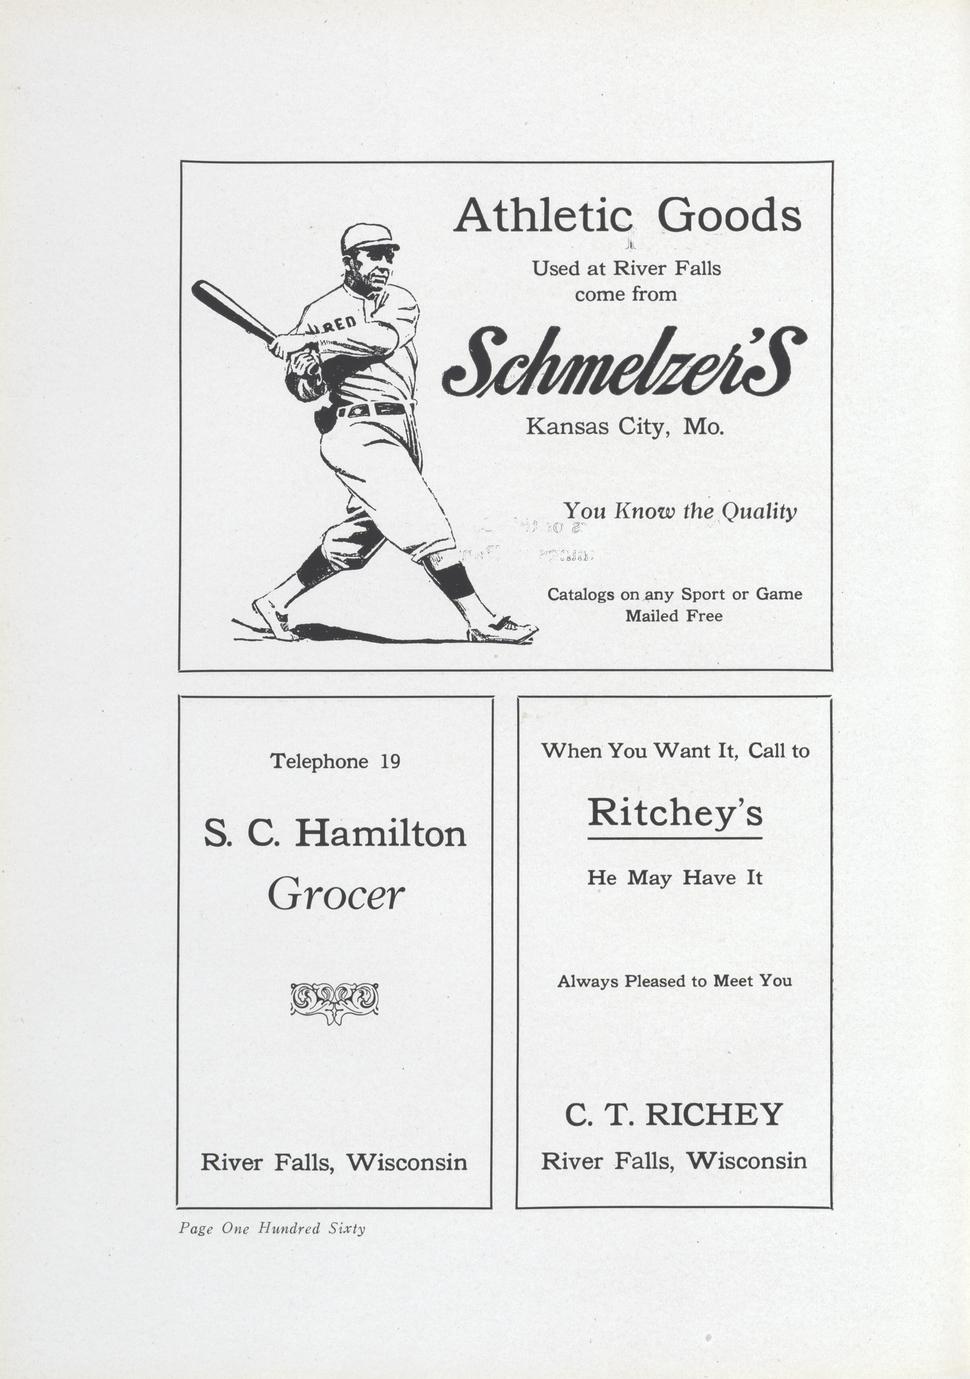 Athletic Goods
Used at River Falls
come from
Schmelzer'S
Kansas City, Mo.
You Know the Quality
Catalogs on any Sport or Game
Mailed Free
Telephone 19
S. C. Hamilton
Grocer
River Falls, Wisconsin
When You Want It, Call to
Ritchey's
He May Have It
Always Pleased to Meet You
C. T. RICHEY
River Falls, Wisconsin
Page One Hundred Sixty